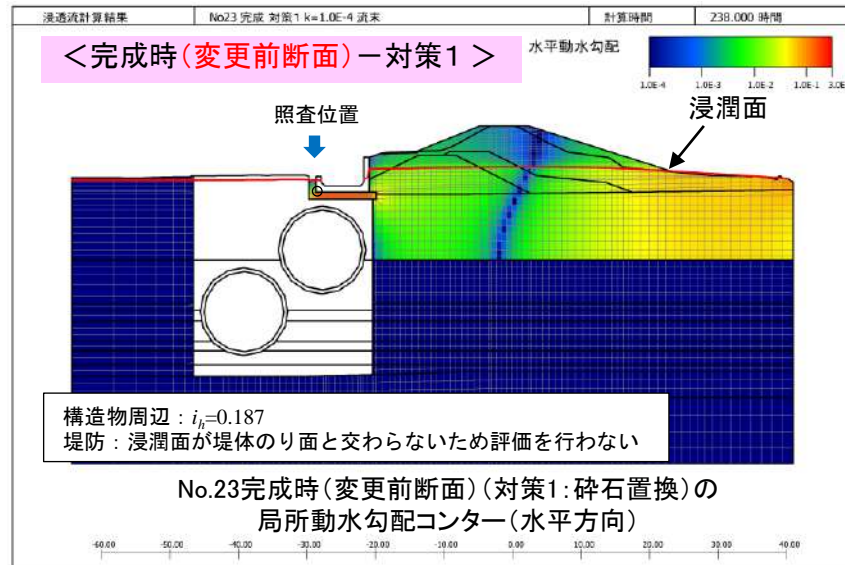 浸透流計算結果 No23 完成 対策1 k=1.0E-4 流末 計算時間 238.000 時間
＜完成時(変更前断面)－対策1＞
水平動水勾配
1.0E-4 1.0E-3 1.0E-2 1.0E-1 3.0E
照査位置
浸潤面
構造物周辺：ih=0.187
堤防：浸潤面が堤体のり面と交わらないため評価を行わない
No.23完成時(変更前断面)(対策1：砕石置換)の
局所動水勾配コンター(水平方向)
-60.00 -50.00 -40.00 -30.00 -20.00 -10.00 0.00 10.00 20.00 30.00 40.00